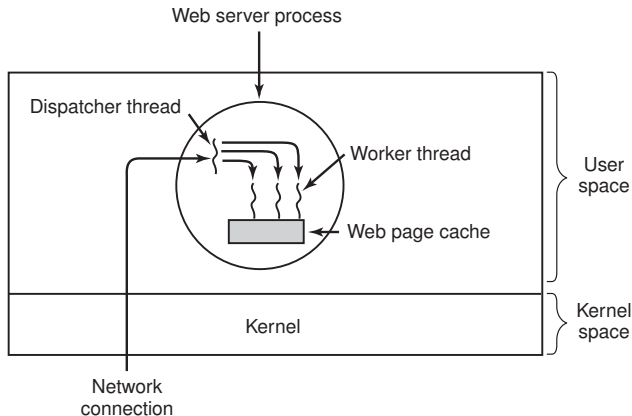 Web server process
Dispatcher thread
Worker thread
User
space
Web page cache
Kernel
Kernel
space
Network
connection